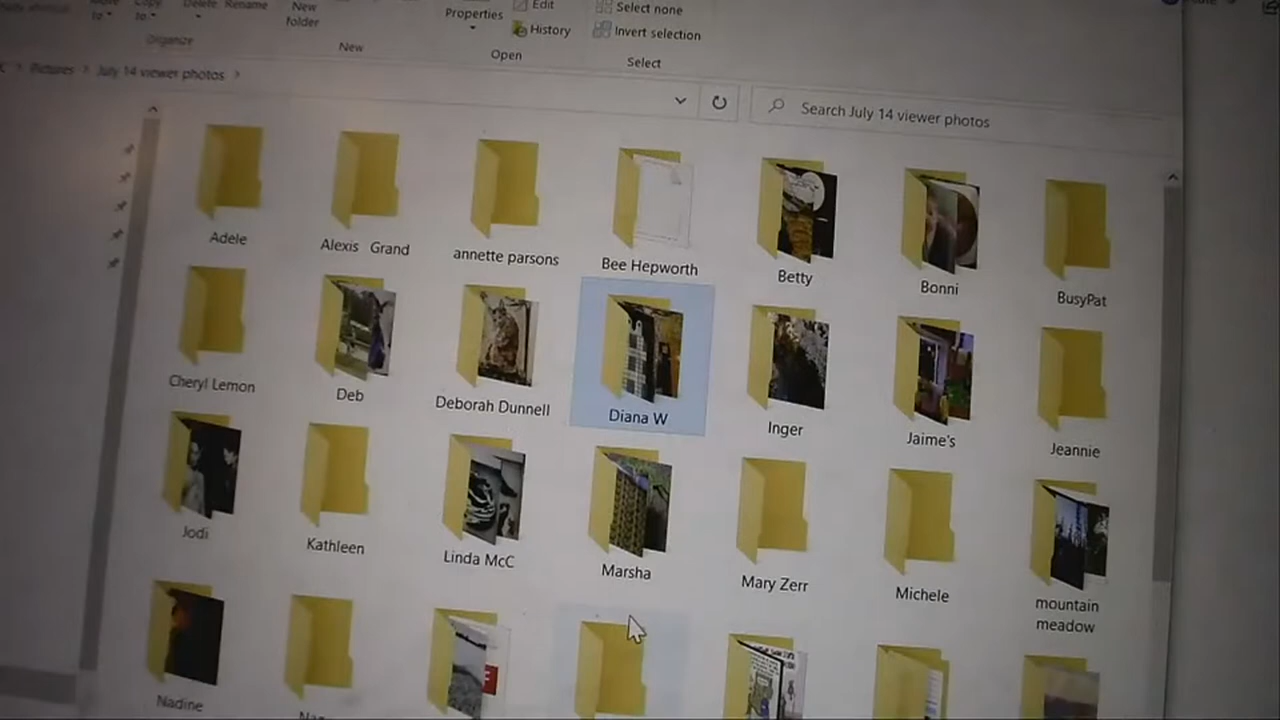 to
to
Delete
Rename
New
folder
Properties
Edit
History
Select none
Invert selection
Organize
New
Open
Select
Pictures > July 14 viewer photos >
Search July 14 viewer photos
Adele
Alexis Grand
annette parsons
Bee Hepworth
Betty
Bonni
BusyPat
Cheryl Lemon
Deb
Deborah Dunnell
Diana W
Inger
Jaime's
Jeannie
Jodi
Kathleen
Linda McC
Marsha
Mary Zerr
Michele
mountain
meadow
Nadine